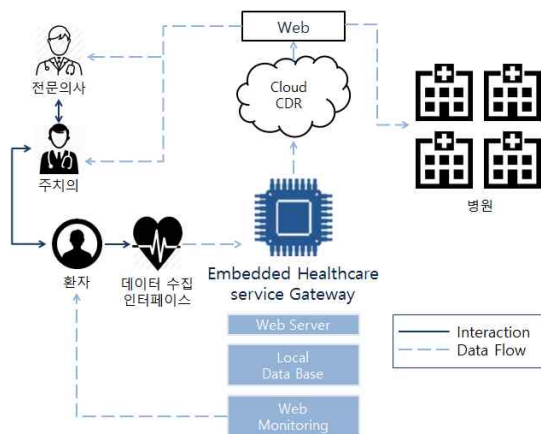 Web
전문의사
Cloud
CDR
주치의
병원
환자
데이터 수집
인터페이스
Embedded Healthcare
service Gateway
Web Server
Local
Data Base
Web
Monitoring
Interaction
Data Flow